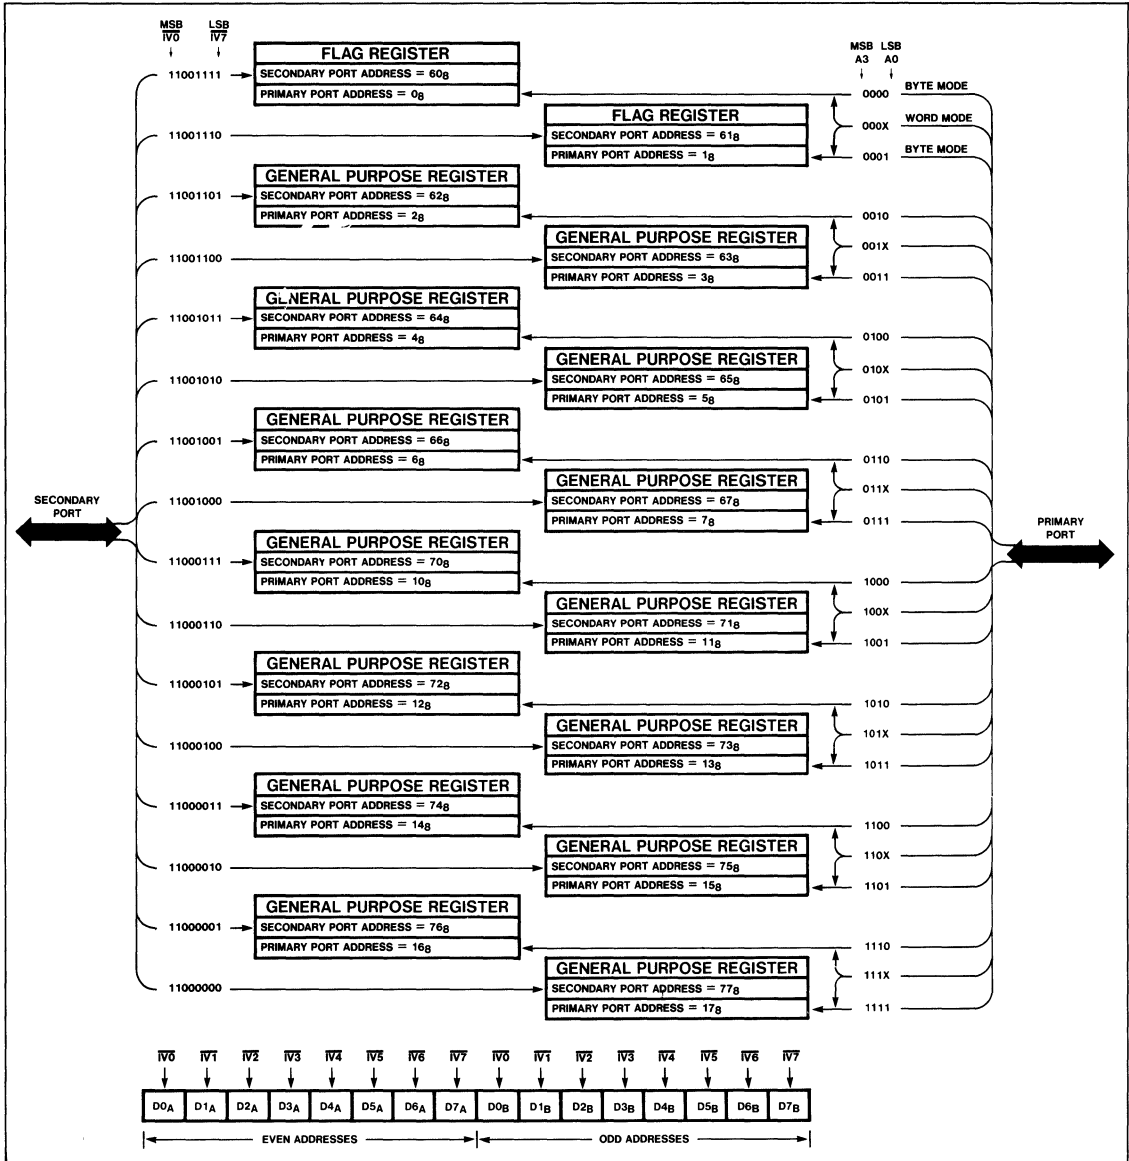 MSB LSB
IV0 IV7
MSB LSB
A3 A0
FLAG REGISTER
11001111 SECONDARY PORT ADDRESS = 60₈
PRIMARY PORT ADDRESS = 0₈ 0000 BYTE MODE
FLAG REGISTER 000X WORD MODE
11001110 SECONDARY PORT ADDRESS = 61₈
PRIMARY PORT ADDRESS = 1₈ 0001 BYTE MODE
GENERAL PURPOSE REGISTER
11001101 SECONDARY PORT ADDRESS = 62₈
PRIMARY PORT ADDRESS = 2₈ 0010
GENERAL PURPOSE REGISTER 001X
11001100 SECONDARY PORT ADDRESS = 63₈
PRIMARY PORT ADDRESS = 3₈ 0011
GENERAL PURPOSE REGISTER
11001011 SECONDARY PORT ADDRESS = 64₈
PRIMARY PORT ADDRESS = 4₈ 0100
GENERAL PURPOSE REGISTER 010X
11001010 SECONDARY PORT ADDRESS = 65₈
PRIMARY PORT ADDRESS = 5₈ 0101
GENERAL PURPOSE REGISTER
11001001 SECONDARY PORT ADDRESS = 66₈
PRIMARY PORT ADDRESS = 6₈ 0110
GENERAL PURPOSE REGISTER 011X
11001000 SECONDARY PORT ADDRESS = 67₈
PRIMARY PORT ADDRESS = 7₈ 0111
SECONDARY
PORT
PRIMARY
PORT
GENERAL PURPOSE REGISTER
11000111 SECONDARY PORT ADDRESS = 70₈
PRIMARY PORT ADDRESS = 10₈ 1000
GENERAL PURPOSE REGISTER 100X
11000110 SECONDARY PORT ADDRESS = 71₈
PRIMARY PORT ADDRESS = 11₈ 1001
GENERAL PURPOSE REGISTER
11000101 SECONDARY PORT ADDRESS = 72₈
PRIMARY PORT ADDRESS = 12₈ 1010
GENERAL PURPOSE REGISTER 101X
11000100 SECONDARY PORT ADDRESS = 73₈
PRIMARY PORT ADDRESS = 13₈ 1011
GENERAL PURPOSE REGISTER
11000011 SECONDARY PORT ADDRESS = 74₈
PRIMARY PORT ADDRESS = 14₈ 1100
GENERAL PURPOSE REGISTER 110X
11000010 SECONDARY PORT ADDRESS = 75₈
PRIMARY PORT ADDRESS = 15₈ 1101
GENERAL PURPOSE REGISTER
11000001 SECONDARY PORT ADDRESS = 76₈
PRIMARY PORT ADDRESS = 16₈ 1110
GENERAL PURPOSE REGISTER 111X
11000000 SECONDARY PORT ADDRESS = 77₈
PRIMARY PORT ADDRESS = 17₈ 1111
IV0 IV1 IV2 IV3 IV4 IV5 IV6 IV7 IV0 IV1 IV2 IV3 IV4 IV5 IV6 IV7
D0A D1A D2A D3A D4A D5A D6A D7A D0B D1B D2B D3B D4B D5B D6B D7B
EVEN ADDRESSES ODD ADDRESSES